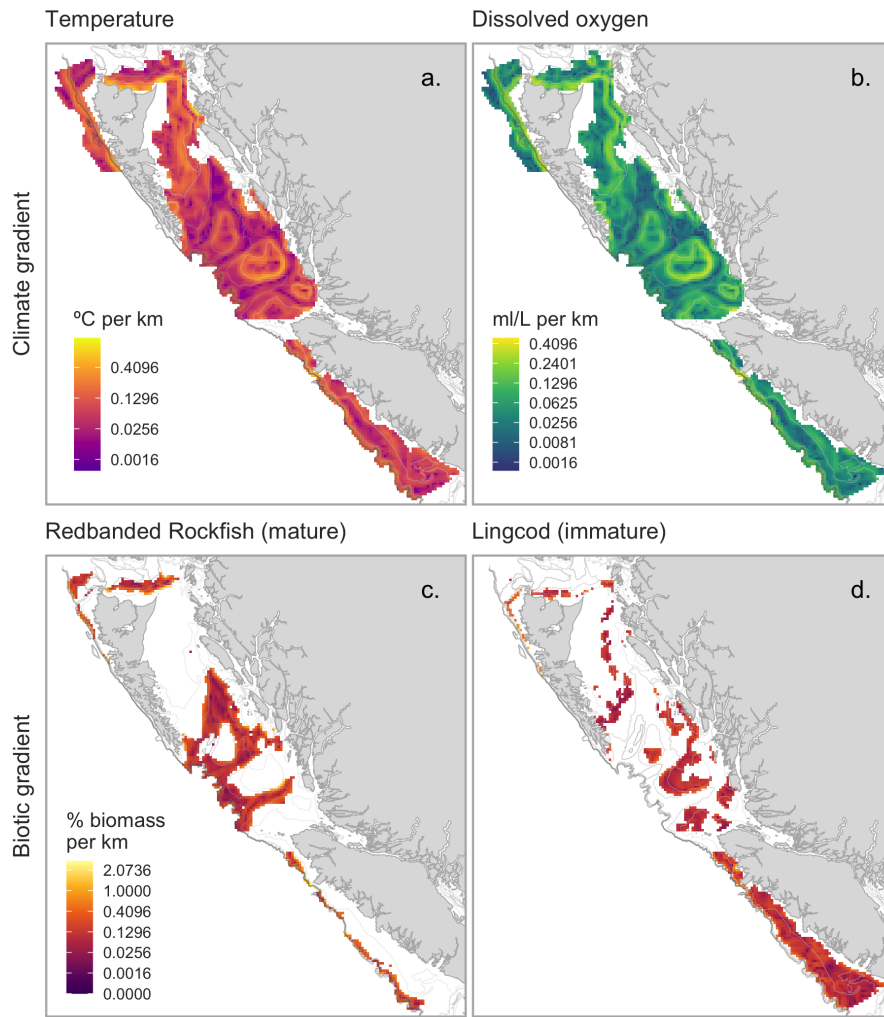 Temperature
Dissolved oxygen
a.
b.
Climate gradient
ºC per km
0.4096
0.1296
0.0256
0.0016
ml/L per km
0.4096
0.2401
0.1296
0.0625
0.0256
0.0081
0.0016
Redbanded Rockfish (mature)
Lingcod (immature)
c.
d.
Biotic gradient
% biomass
per km
2.0736
1.0000
0.4096
0.1296
0.0256
0.0016
0.0000